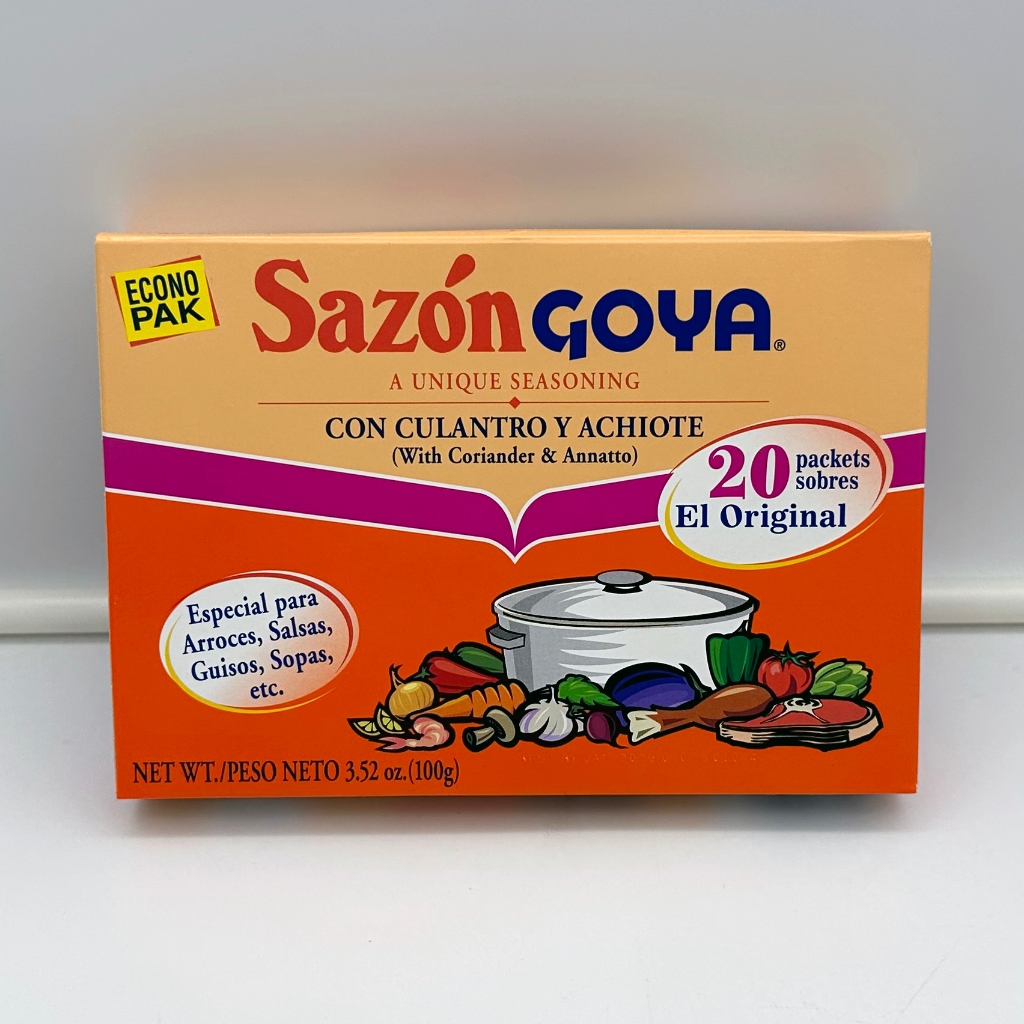 ECONO
PAK
Sazón GOYA®
A UNIQUE SEASONING
CON CULANTRO Y ACHIOTE
(With Coriander & Annatto)
20 packets
sobres
El Original
Especial para
Arroces, Salsas,
Guisos, Sopas,
etc.
NET WT./PESO NETO 3.52 oz.(100g)